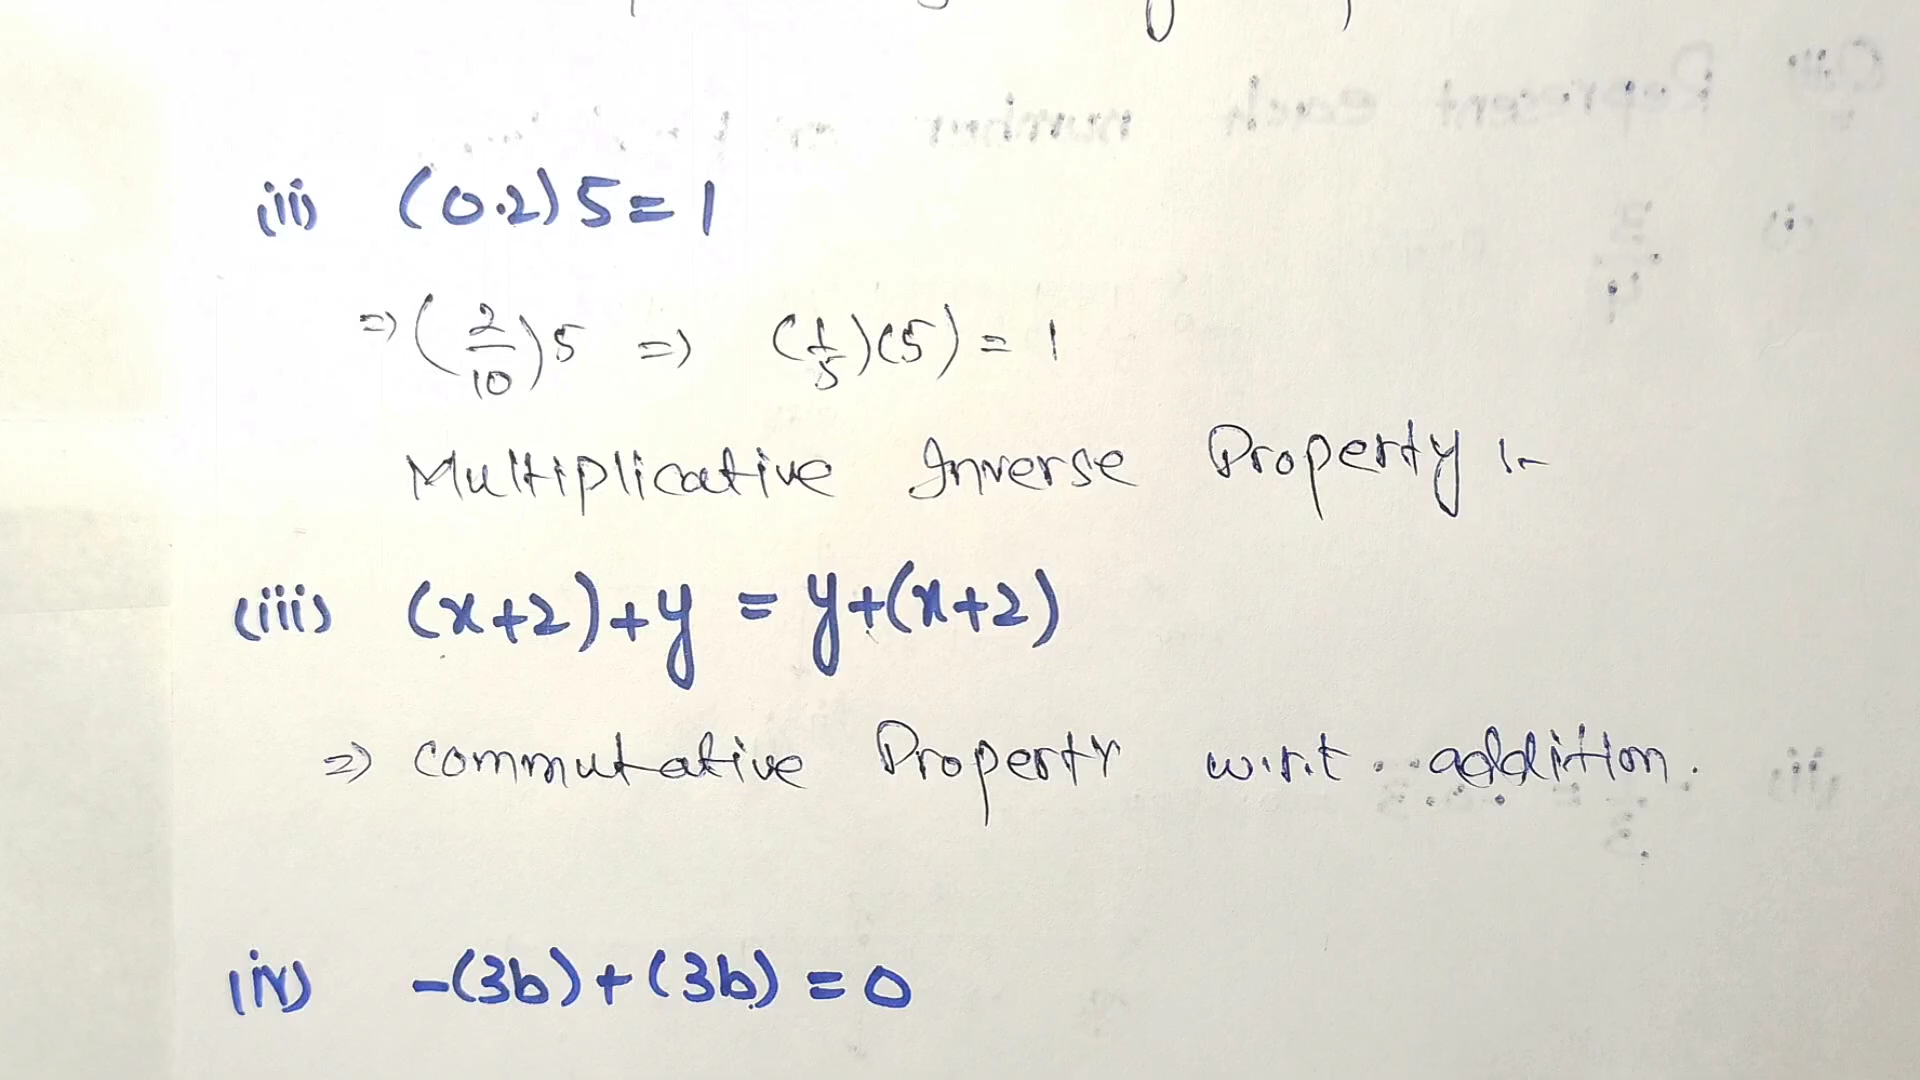 (ii) (0.2) 5 = 1
=> (2/10) 5 => (1/5)(5) = 1
Multiplicative Inverse Property :-
(iii) (x+2)+y = y+(x+2)
=> Commutative Property w.r.t. addition.
(iv) -(3b)+(3b) = 0